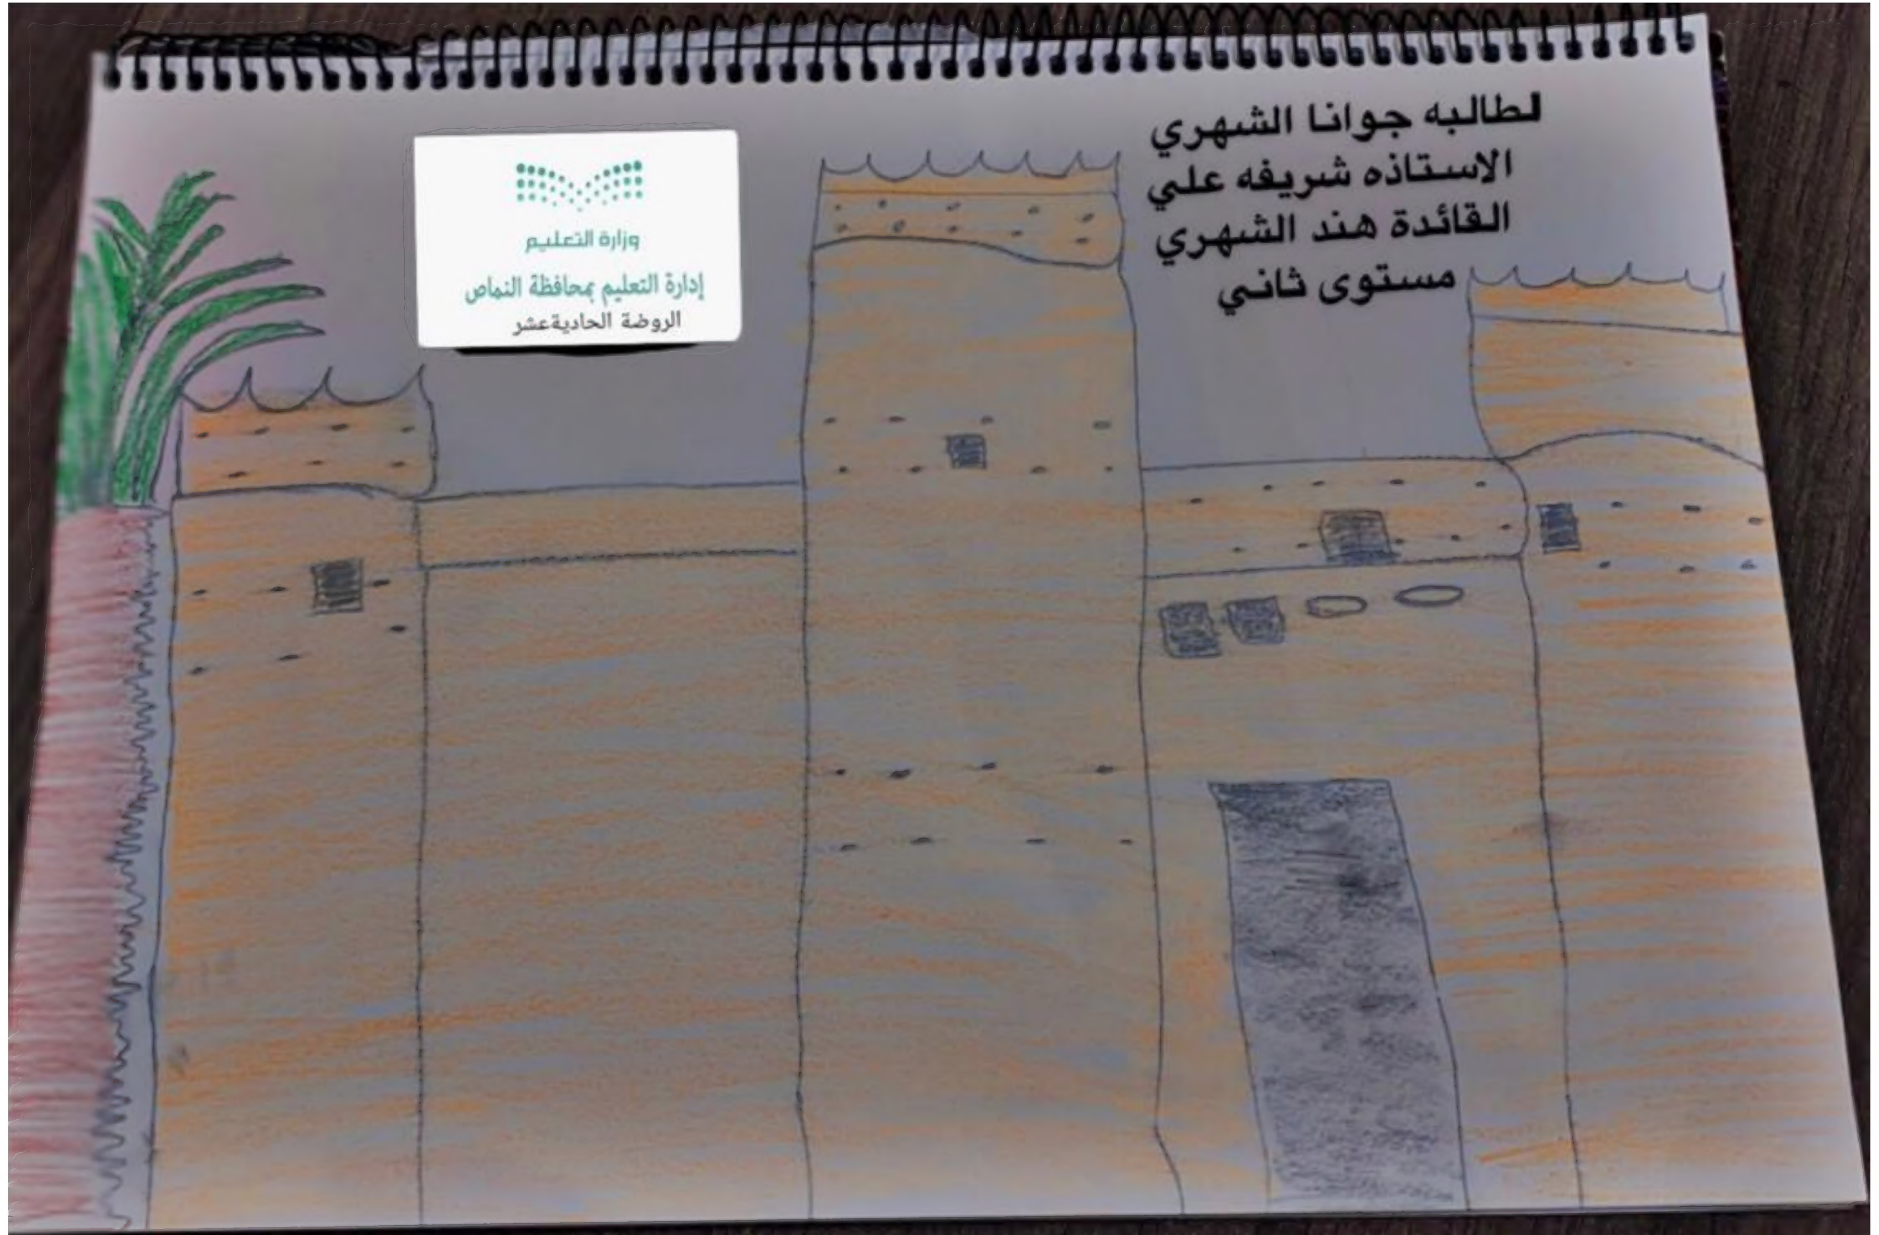 لطالبه جوانا الشهري
الاستاذه شريفه علي
القائدة هند الشهري
مستوى ثاني
وزارة التعليم
إدارة التعليم بمحافظة النماص
الروضة الحاديةعشر